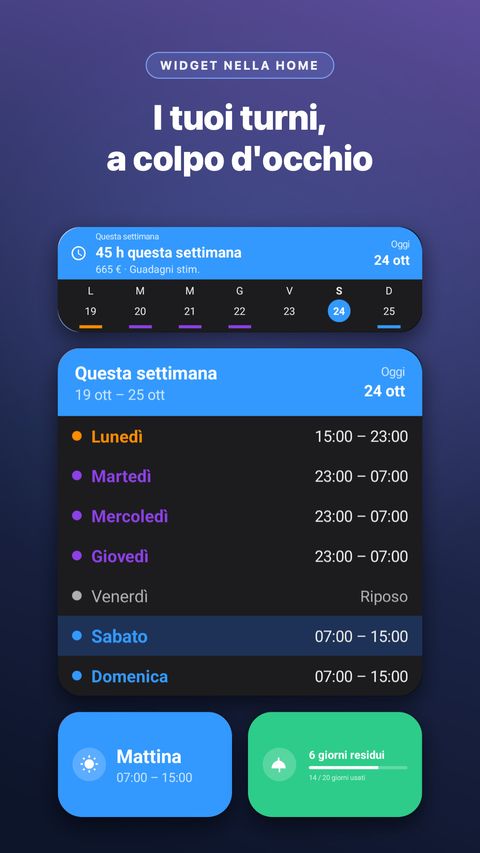 WIDGET NELLA HOME
I tuoi turni,
a colpo d'occhio
Questa settimana
45 h questa settimana
665 € · Guadagni stim.
Oggi
24 ott
L M M G V S D
19 20 21 22 23 24 25
Questa settimana
19 ott – 25 ott
Oggi
24 ott
Lunedì 15:00 – 23:00
Martedì 23:00 – 07:00
Mercoledì 23:00 – 07:00
Giovedì 23:00 – 07:00
Venerdì Riposo
Sabato 07:00 – 15:00
Domenica 07:00 – 15:00
Mattina
07:00 – 15:00
6 giorni residui
14 / 20 giorni usati